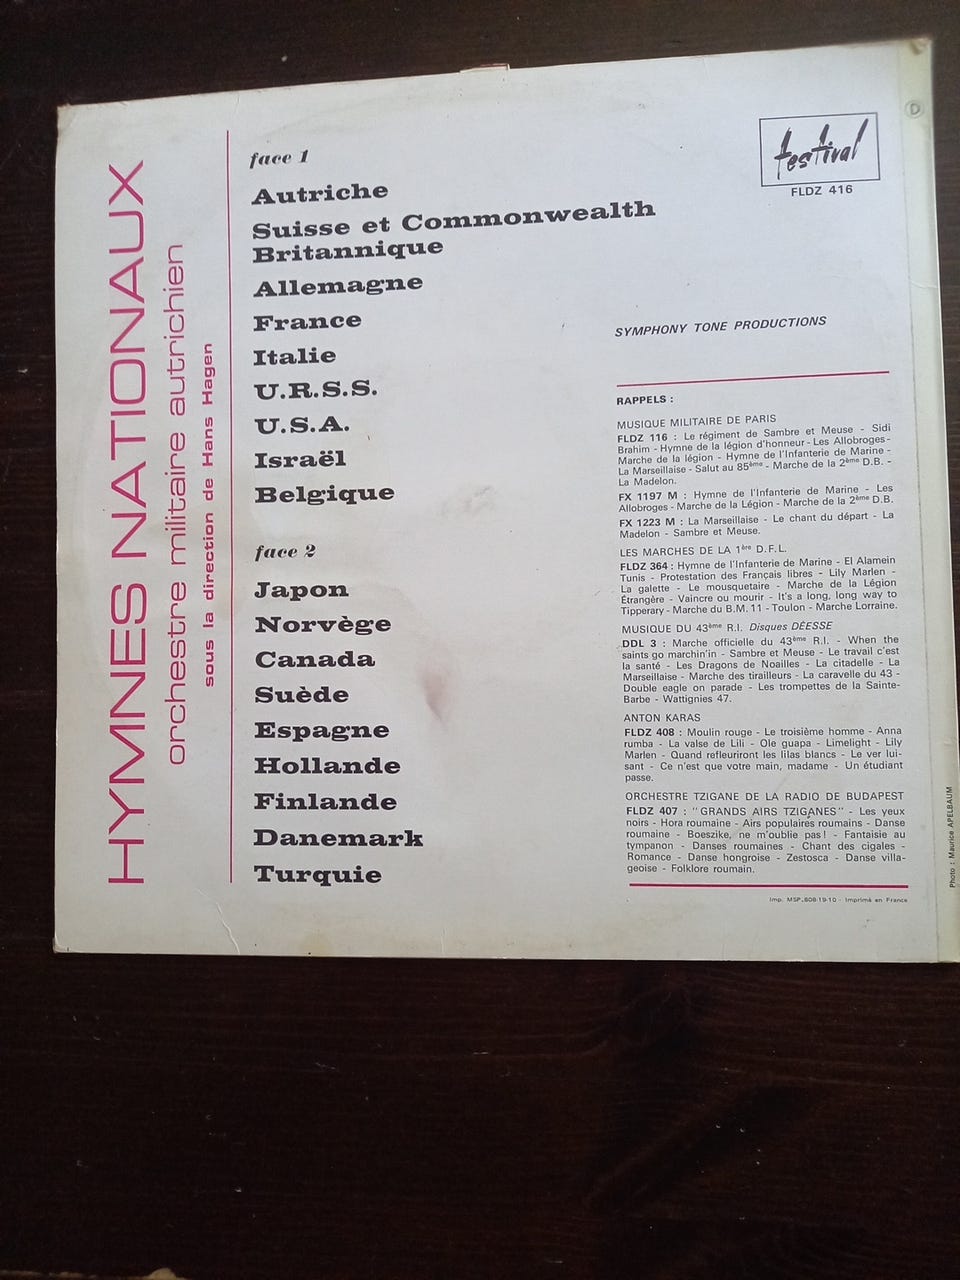 HYMNES NATIONAUX
orchestre militaire autrichien
sous la direction de Hans Hagen
face 1
Autriche
Suisse et Commonwealth
Britannique
Allemagne
France
Italie
U.R.S.S.
U.S.A.
Israël
Belgique
face 2
Japon
Norvège
Canada
Suède
Espagne
Hollande
Finlande
Danemark
Turquie
D
festival
FLDZ 416
SYMPHONY TONE PRODUCTIONS
RAPPELS :
MUSIQUE MILITAIRE DE PARIS
FLDZ 116 : Le régiment de Sambre et Meuse - Sidi
Brahim - Hymne de la légion d'honneur - Les Allobroges-
Marche de la légion - Hymne de l'Infanterie de Marine -
La Marseillaise - Salut au 85ème - Marche de la 2ème D.B. -
La Madelon.
FX 1197 M : Hymne de l'Infanterie de Marine - Les
Allobroges - Marche de la Légion - Marche de la 2ème D.B.
FX 1223 M : La Marseillaise - Le chant du départ - La
Madelon - Sambre et Meuse.
LES MARCHES DE LA 1ère D.F.L.
FLDZ 364 : Hymne de l'Infanterie de Marine - El Alamein
Tunis - Protestation des Français libres - Lily Marlen -
La galette - Le mousquetaire - Marche de la Légion
Étrangère - Vaincre ou mourir - It's a long, long way to
Tipperary - Marche du B.M. 11 - Toulon - Marche Lorraine.
MUSIQUE DU 43ème R.I. Disques DÉESSE
DDL 3 : Marche officielle du 43ème R.I. - When the
saints go marchin'in - Sambre et Meuse - Le travail c'est
la santé - Les Dragons de Noailles - La citadelle - La
Marseillaise - Marche des tirailleurs - La caravelle du 43 -
Double eagle on parade - Les trompettes de la Sainte-
Barbe - Wattignies 47.
ANTON KARAS
FLDZ 408 : Moulin rouge - Le troisième homme - Anna
rumba - La valse de Lili - Ole guapa - Limelight - Lily
Marlen - Quand refleuriront les lilas blancs - Le ver lui-
sant - Ce n'est que votre main, madame - Un étudiant
passe.
ORCHESTRE TZIGANE DE LA RADIO DE BUDAPEST
FLDZ 407 : "GRANDS AIRS TZIGANES" - Les yeux
noirs - Hora roumaine - Airs populaires roumains - Danse
roumaine - Boeszike, ne m'oublie pas ! - Fantaisie au
tympanon - Danses roumaines - Chant des cigales -
Romance - Danse hongroise - Zestosca - Danse villa-
geoise - Folklore roumain.
Imp. MSP.808-19-10 - Imprimé en France
Photo : Maurice APELBAUM